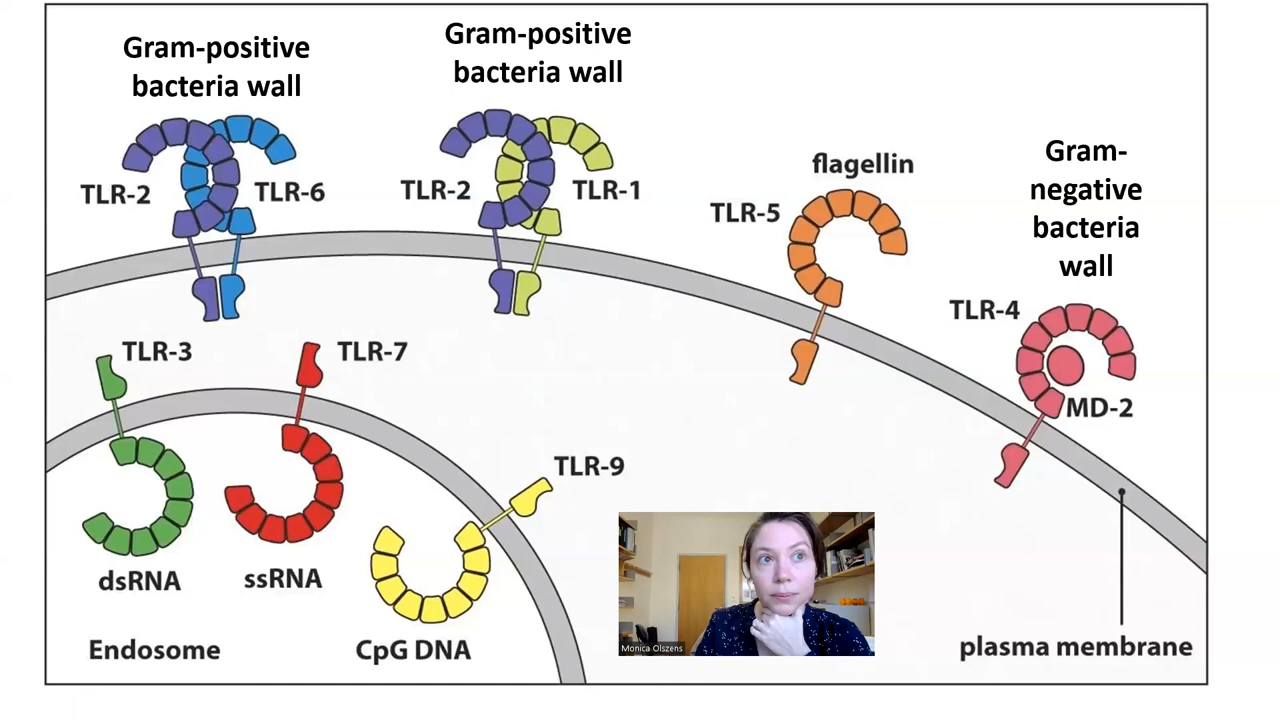 Gram-positive
bacteria wall
Gram-positive
bacteria wall
TLR-2
TLR-6
TLR-2
TLR-1
flagellin
TLR-5
Gram-
negative
bacteria
wall
TLR-4
MD-2
TLR-3
TLR-7
TLR-9
dsRNA
ssRNA
CpG DNA
Endosome
plasma membrane
Monica Olszens